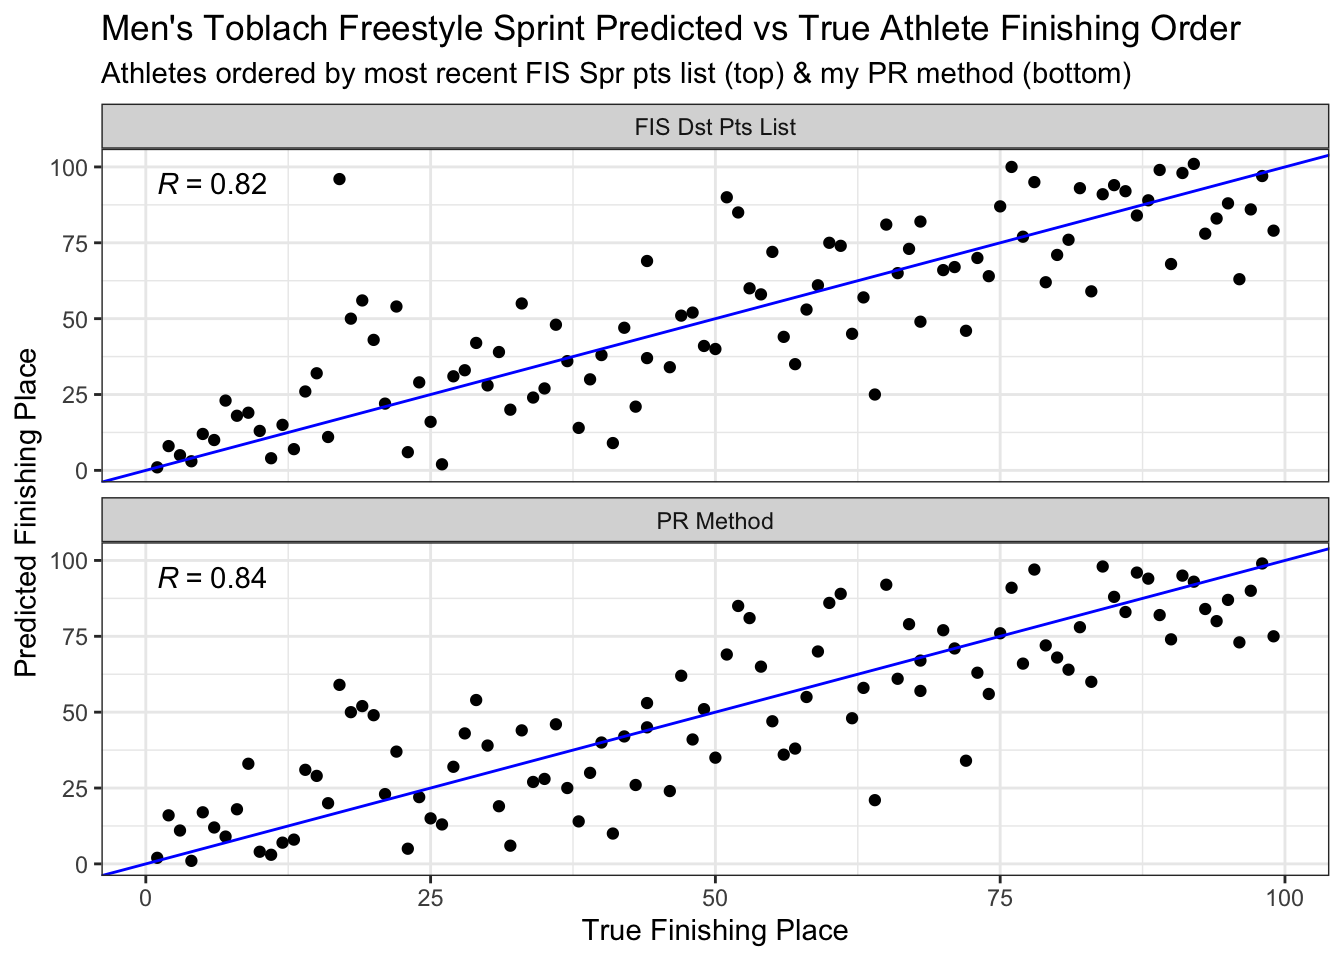 Men's Toblach Freestyle Sprint Predicted vs True Athlete Finishing Order
Athletes ordered by most recent FIS Spr pts list (top) & my PR method (bottom)
FIS Dst Pts List
R = 0.82
100
75
50
25
0
PR Method
R = 0.84
100
75
50
25
0
0 25 50 75 100
True Finishing Place
Predicted Finishing Place